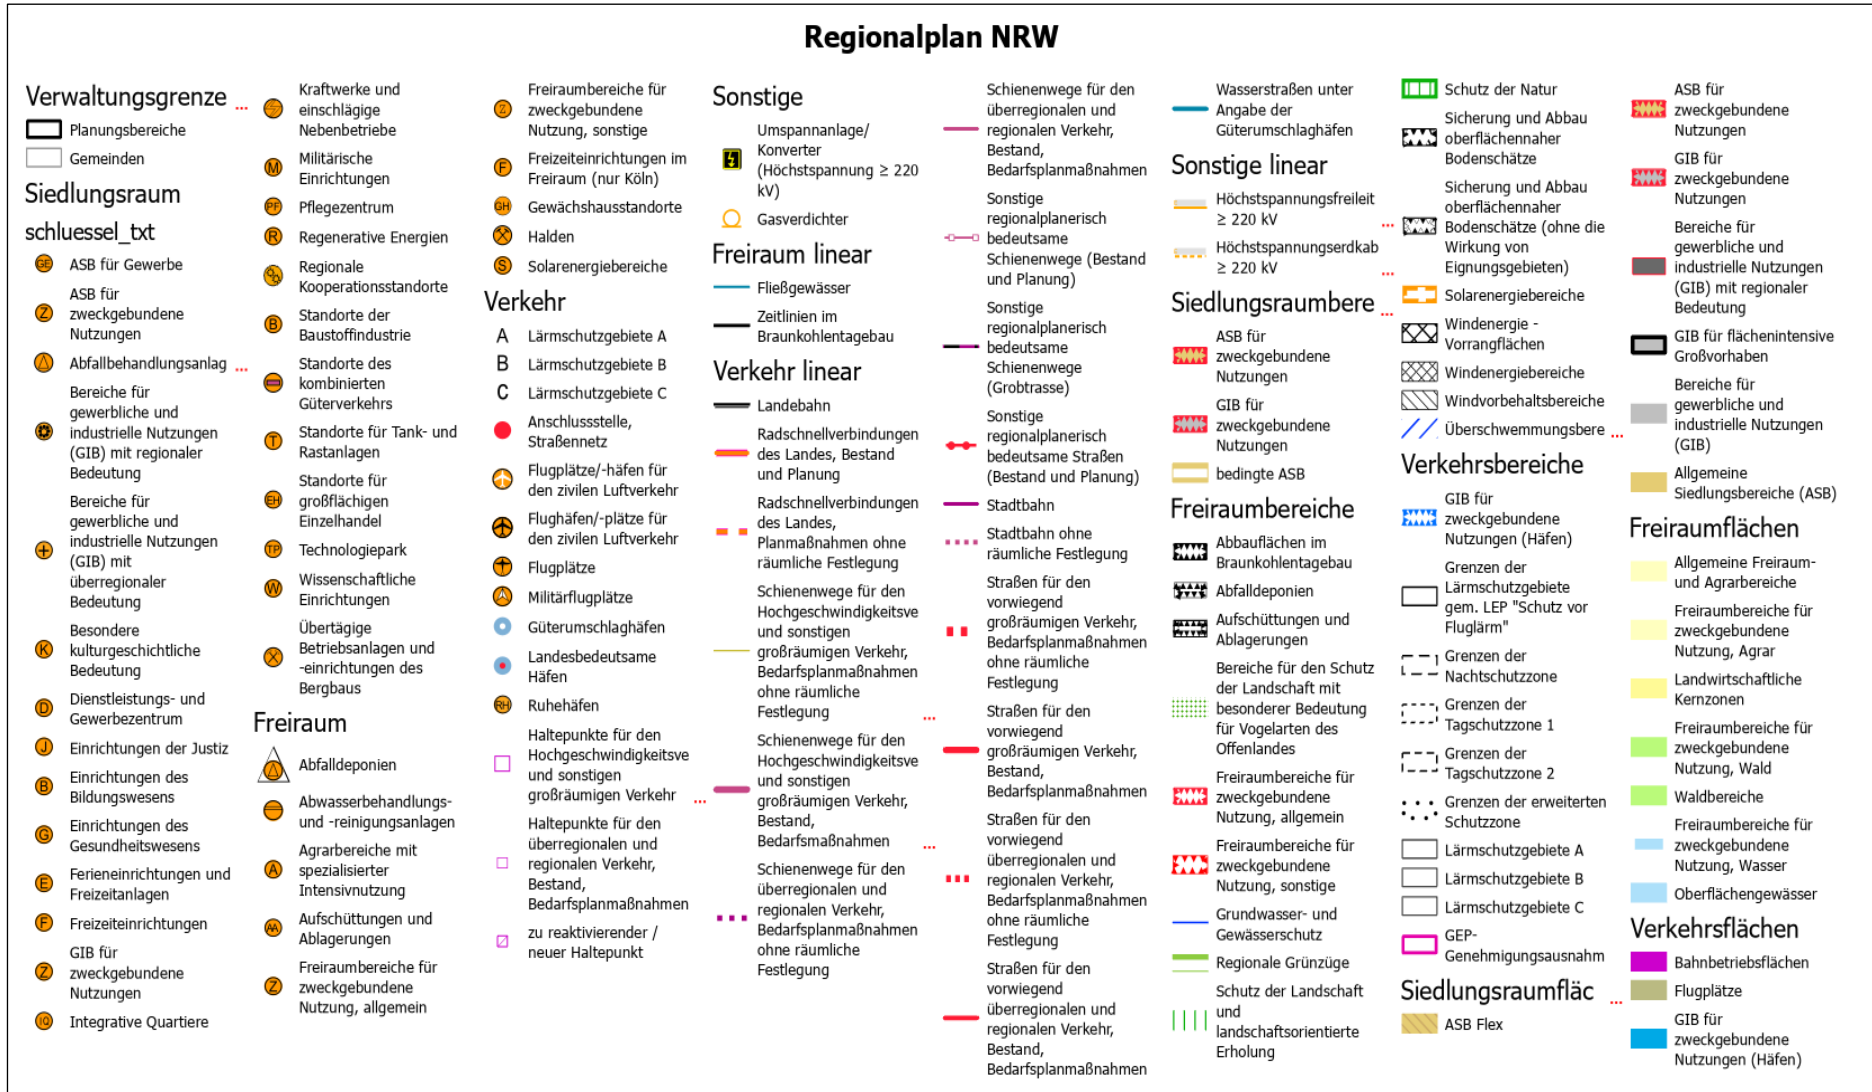 Regionalplan NRW
Verwaltungsgrenze ...
Planungsbereiche
Gemeinden
Siedlungsraum
schluessel_txt
GE ASB für Gewerbe
Z ASB für
zweckgebundene
Nutzungen
Abfallbehandlungsanlag ...
Bereiche für
gewerbliche und
industrielle Nutzungen
(GIB) mit regionaler
Bedeutung
Bereiche für
gewerbliche und
industrielle Nutzungen
(GIB) mit
überregionaler
Bedeutung
K Besondere
kulturgeschichtliche
Bedeutung
D Dienstleistungs- und
Gewerbezentrum
J Einrichtungen der Justiz
B Einrichtungen des
Bildungswesens
G Einrichtungen des
Gesundheitswesens
E Ferieneinrichtungen und
Freizeitanlagen
F Freizeiteinrichtungen
Z GIB für
zweckgebundene
Nutzungen
IQ Integrative Quartiere
Kraftwerke und
einschlägige
Nebenbetriebe
M Militärische
Einrichtungen
PF Pflegezentrum
R Regenerative Energien
Regionale
Kooperationsstandorte
B Standorte der
Baustoffindustrie
Standorte des
kombinierten
Güterverkehrs
T Standorte für Tank- und
Rastanlagen
EH Standorte für
großflächigen
Einzelhandel
TP Technologiepark
W Wissenschaftliche
Einrichtungen
Übertägige
Betriebsanlagen und
-einrichtungen des
Bergbaus
Freiraum
Abfalldeponien
Abwasserbehandlungs-
und -reinigungsanlagen
A Agrarbereiche mit
spezialisierter
Intensivnutzung
AA Aufschüttungen und
Ablagerungen
Z Freiraumbereiche für
zweckgebundene
Nutzung, allgemein
Z Freiraumbereiche für
zweckgebundene
Nutzung, sonstige
F Freizeiteinrichtungen im
Freiraum (nur Köln)
GH Gewächshausstandorte
Halden
S Solarenergiebereiche
Verkehr
A Lärmschutzgebiete A
B Lärmschutzgebiete B
C Lärmschutzgebiete C
Anschlussstelle,
Straßennetz
Flugplätze/-häfen für
den zivilen Luftverkehr
Flughäfen/-plätze für
den zivilen Luftverkehr
Flugplätze
Militärflugplätze
Güterumschlaghäfen
Landesbedeutsame
Häfen
RH Ruhehäfen
Haltepunkte für den
Hochgeschwindigkeitsve
und sonstigen
großräumigen Verkehr ...
Haltepunkte für den
überregionalen und
regionalen Verkehr,
Bestand,
Bedarfsplanmaßnahmen
zu reaktivierender /
neuer Haltepunkt
Sonstige
Umspannanlage/
Konverter
(Höchstspannung ≥ 220
kV)
Gasverdichter
Freiraum linear
Fließgewässer
Zeitlinien im
Braunkohlentagebau
Verkehr linear
Landebahn
Radschnellverbindungen
des Landes, Bestand
und Planung
Radschnellverbindungen
des Landes,
Planmaßnahmen ohne
räumliche Festlegung
Schienenwege für den
Hochgeschwindigkeitsve
und sonstigen
großräumigen Verkehr,
Bedarfsplanmaßnahmen
ohne räumliche
Festlegung ...
Schienenwege für den
Hochgeschwindigkeitsve
und sonstigen
großräumigen Verkehr,
Bestand,
Bedarfsmaßnahmen ...
Schienenwege für den
überregionalen und
regionalen Verkehr,
Bedarfsplanmaßnahmen
ohne räumliche
Festlegung
Schienenwege für den
überregionalen und
regionalen Verkehr,
Bestand,
Bedarfsplanmaßnahmen
Sonstige
regionalplanerisch
bedeutsame
Schienenwege (Bestand
und Planung)
Sonstige
regionalplanerisch
bedeutsame
Schienenwege
(Grobtrasse)
Sonstige
regionalplanerisch
bedeutsame Straßen
(Bestand und Planung)
Stadtbahn
Stadtbahn ohne
räumliche Festlegung
Straßen für den
vorwiegend
großräumigen Verkehr,
Bedarfsplanmaßnahmen
ohne räumliche
Festlegung
Straßen für den
vorwiegend
großräumigen Verkehr,
Bestand,
Bedarfsplanmaßnahmen
Straßen für den
vorwiegend
überregionalen und
regionalen Verkehr,
Bedarfsplanmaßnahmen
ohne räumliche
Festlegung
Straßen für den
vorwiegend
überregionalen und
regionalen Verkehr,
Bestand,
Bedarfsplanmaßnahmen
Wasserstraßen unter
Angabe der
Güterumschlaghäfen
Sonstige linear
Höchstspannungsfreileit
≥ 220 kV ...
Höchstspannungserdkab
≥ 220 kV ...
Siedlungsraumbere ...
ASB für
zweckgebundene
Nutzungen
GIB für
zweckgebundene
Nutzungen
bedingte ASB
Freiraumbereiche
Abbauflächen im
Braunkohlentagebau
Abfalldeponien
Aufschüttungen und
Ablagerungen
Bereiche für den Schutz
der Landschaft mit
besonderer Bedeutung
für Vogelarten des
Offenlandes
Freiraumbereiche für
zweckgebundene
Nutzung, allgemein
Freiraumbereiche für
zweckgebundene
Nutzung, sonstige
Grundwasser- und
Gewässerschutz
Regionale Grünzüge
Schutz der Landschaft
und
landschaftsorientierte
Erholung
Schutz der Natur
Sicherung und Abbau
oberflächennaher
Bodenschätze
Sicherung und Abbau
oberflächennaher
Bodenschätze (ohne die
Wirkung von
Eignungsgebieten)
Solarenergiebereiche
Windenergie -
Vorrangflächen
Windenergiebereiche
Windvorbehaltsbereiche
Überschwemmungsbere ...
Verkehrsbereiche
GIB für
zweckgebundene
Nutzungen (Häfen)
Grenzen der
Lärmschutzgebiete
gem. LEP "Schutz vor
Fluglärm"
Grenzen der
Nachtschutzzone
Grenzen der
Tagschutzzone 1
Grenzen der
Tagschutzzone 2
Grenzen der erweiterten
Schutzzone
Lärmschutzgebiete A
Lärmschutzgebiete B
Lärmschutzgebiete C
GEP-
Genehmigungsausnahm
Siedlungsraumfläc ...
ASB Flex
ASB für
zweckgebundene
Nutzungen
GIB für
zweckgebundene
Nutzungen
Bereiche für
gewerbliche und
industrielle Nutzungen
(GIB) mit regionaler
Bedeutung
GIB für flächenintensive
Großvorhaben
Bereiche für
gewerbliche und
industrielle Nutzungen
(GIB)
Allgemeine
Siedlungsbereiche (ASB)
Freiraumflächen
Allgemeine Freiraum-
und Agrarbereiche
Freiraumbereiche für
zweckgebundene
Nutzung, Agrar
Landwirtschaftliche
Kernzonen
Freiraumbereiche für
zweckgebundene
Nutzung, Wald
Waldbereiche
Freiraumbereiche für
zweckgebundene
Nutzung, Wasser
Oberflächengewässer
Verkehrsflächen
Bahnbetriebsflächen
Flugplätze
GIB für
zweckgebundene
Nutzungen (Häfen)